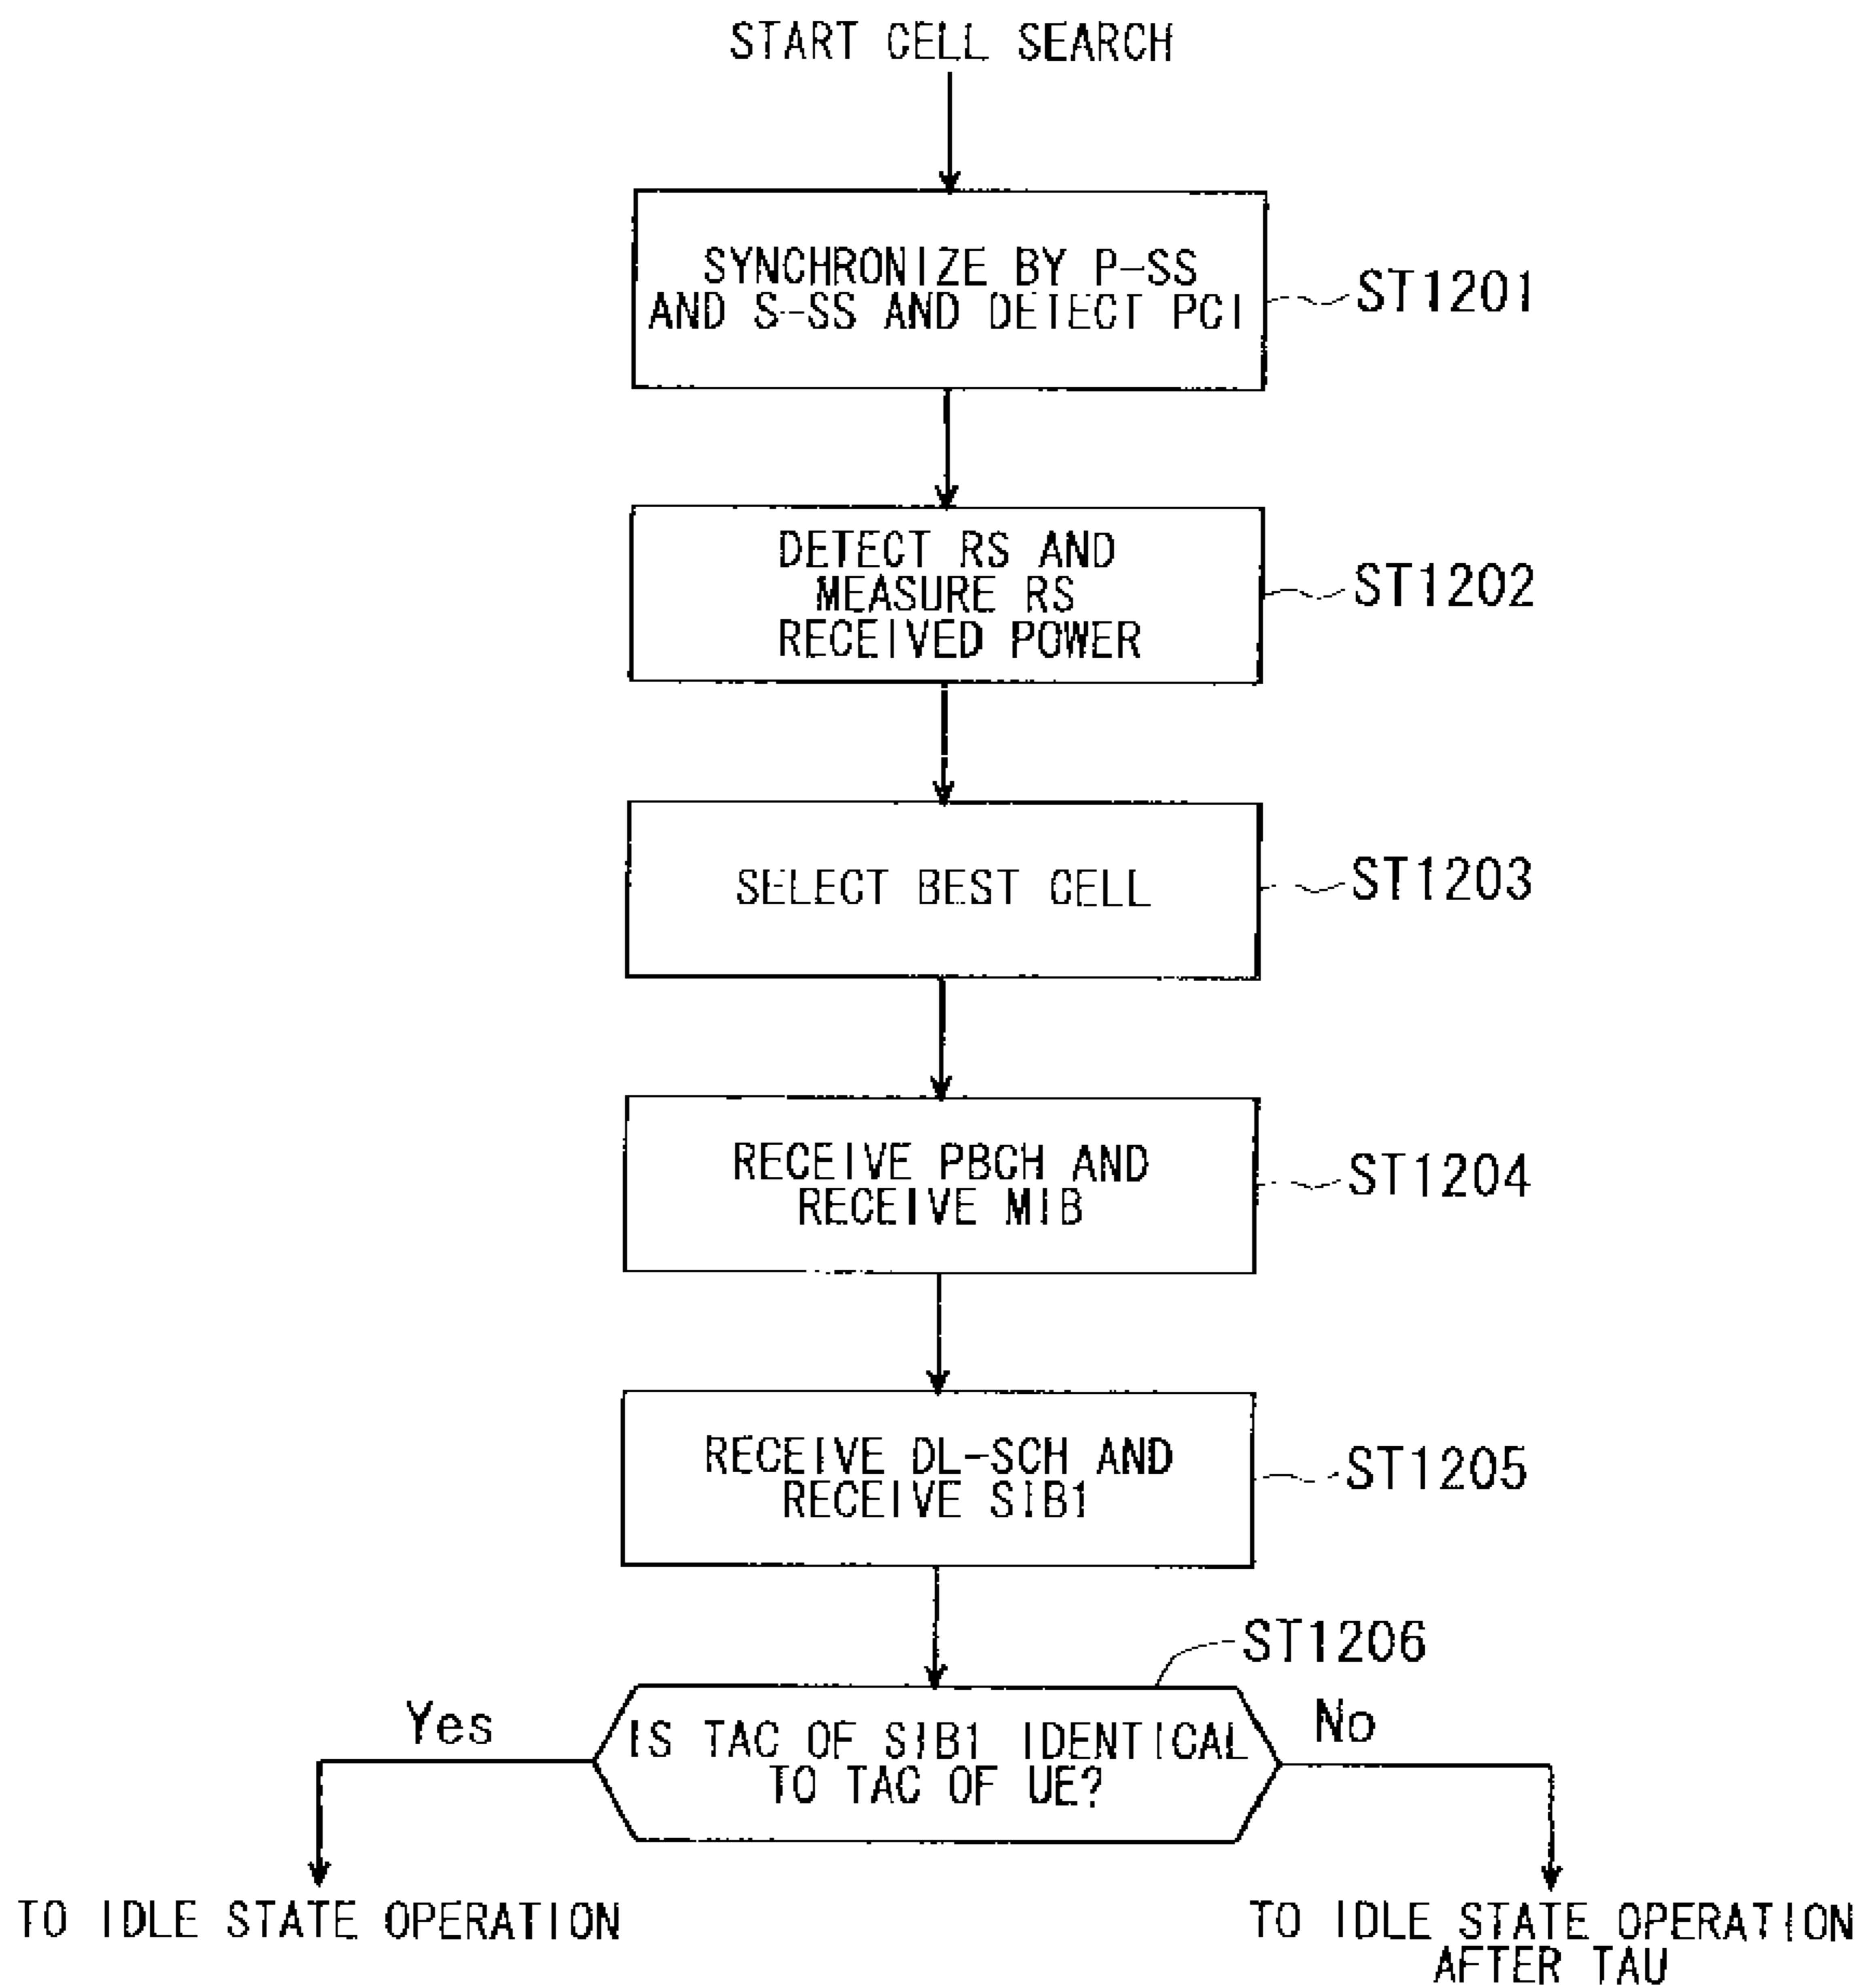 START CELL SEARCH
SYNCHRONIZE BY P-SS
AND S-SS AND DETECT PCI
ST1201
DETECT RS AND
MEASURE RS
RECEIVED POWER
ST1202
SELECT BEST CELL
ST1203
RECEIVE PBCH AND
RECEIVE MIB
ST1204
RECEIVE DL-SCH AND
RECEIVE SIB1
ST1205
ST1206
Yes
IS TAC OF SIB1 IDENTICAL
TO TAC OF UE?
No
TO IDLE STATE OPERATION
TO IDLE STATE OPERATION
AFTER TAU